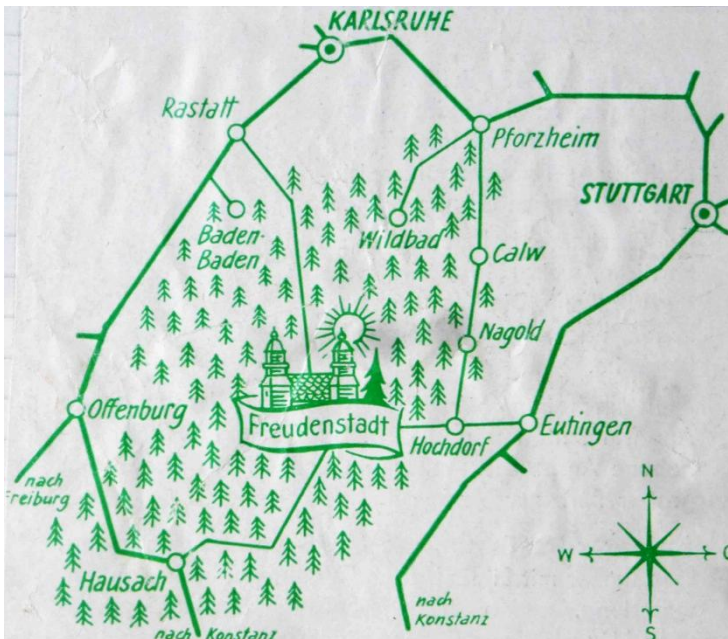 KARLSRUHE
Rastatt
Pforzheim
STUTTGART
Baden-
Baden
Wildbad
Calw
Nagold
Offenburg
Freudenstadt
Hochdorf
Eutingen
nach
Freiburg
N
W
O
S
Hausach
nach Konstanz
nach
Konstanz